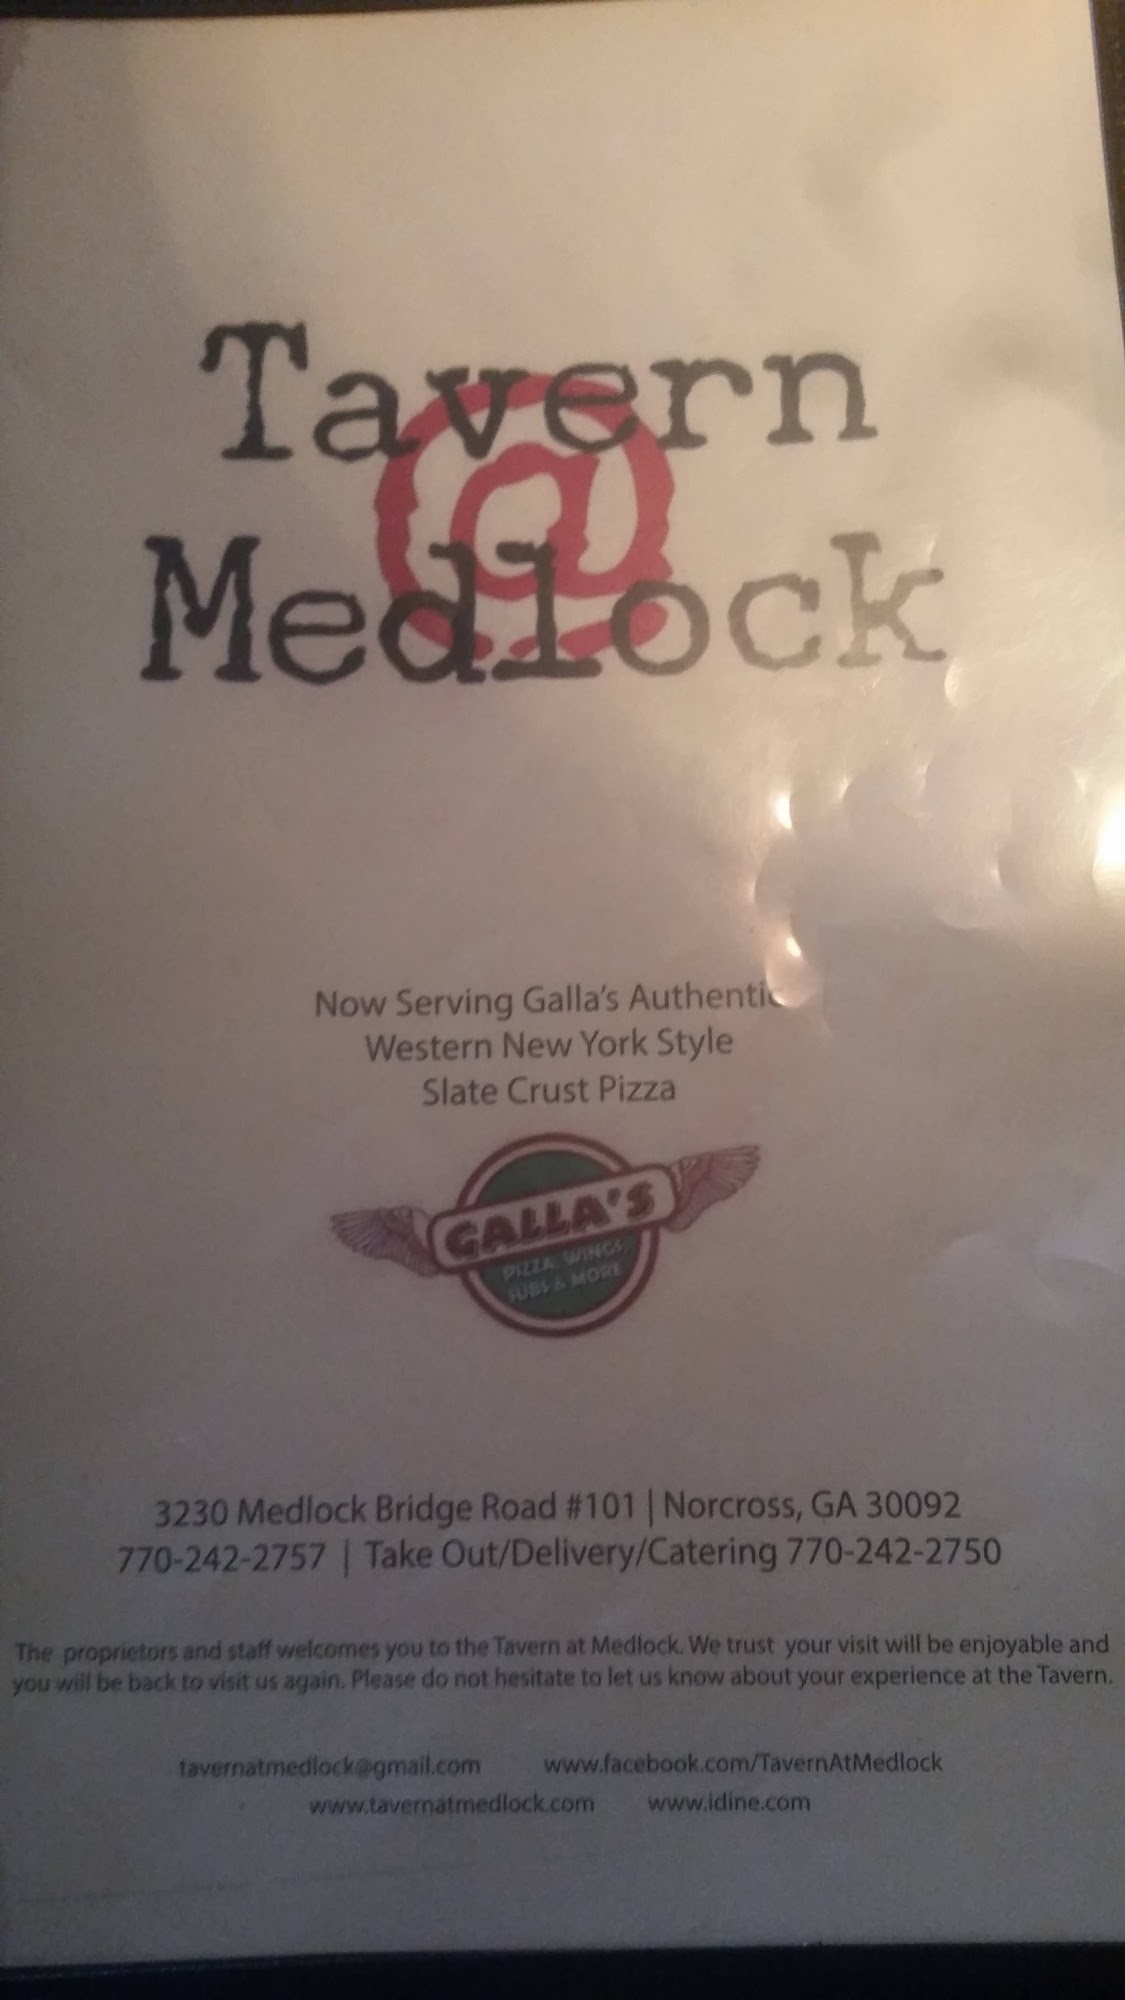 Tavern
@
Medlock
Now Serving Galla's Authentic
Western New York Style
Slate Crust Pizza
GALLA'S
PIZZA, WINGS,
SUBS & MORE
3230 Medlock Bridge Road #101 | Norcross, GA 30092
770-242-2757 | Take Out/Delivery/Catering 770-242-2750
The proprietors and staff welcomes you to the Tavern at Medlock. We trust your visit will be enjoyable and
you will be back to visit us again. Please do not hesitate to let us know about your experience at the Tavern.
tavernatmedlock@gmail.com www.facebook.com/TavernAtMedlock
www.tavernatmedlock.com www.idine.com